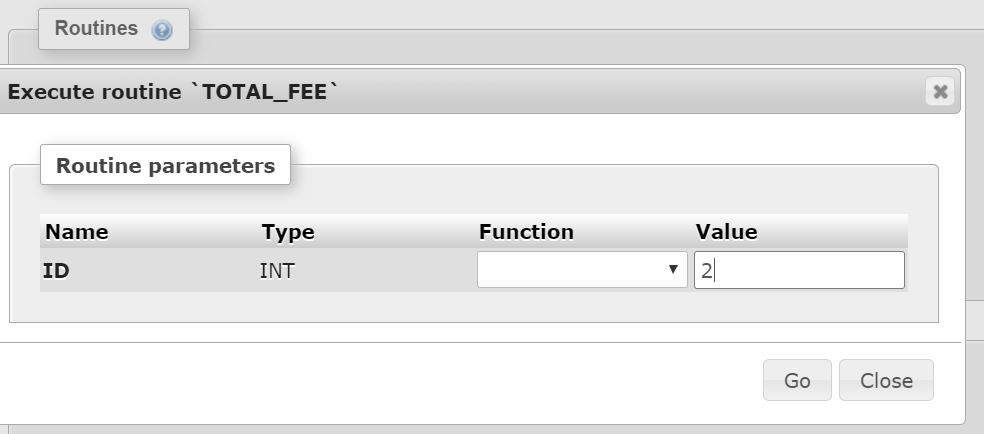 Routines
Execute routine `TOTAL_FEE`
Routine parameters
Name Type Function Value
ID INT 2
Go Close